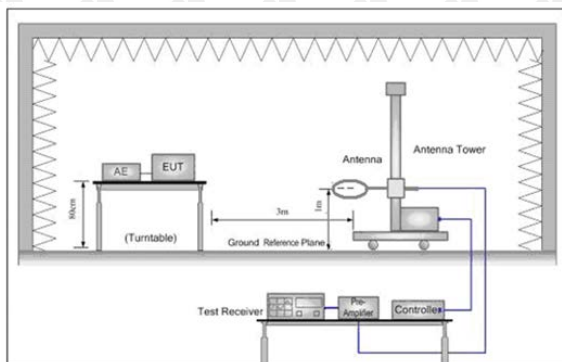 AE
EUT
80cm
(Turntable)
3m
1m
Ground Reference Plane
Antenna
Antenna Tower
Test Receiver
Pre-
Amplifier
Controller